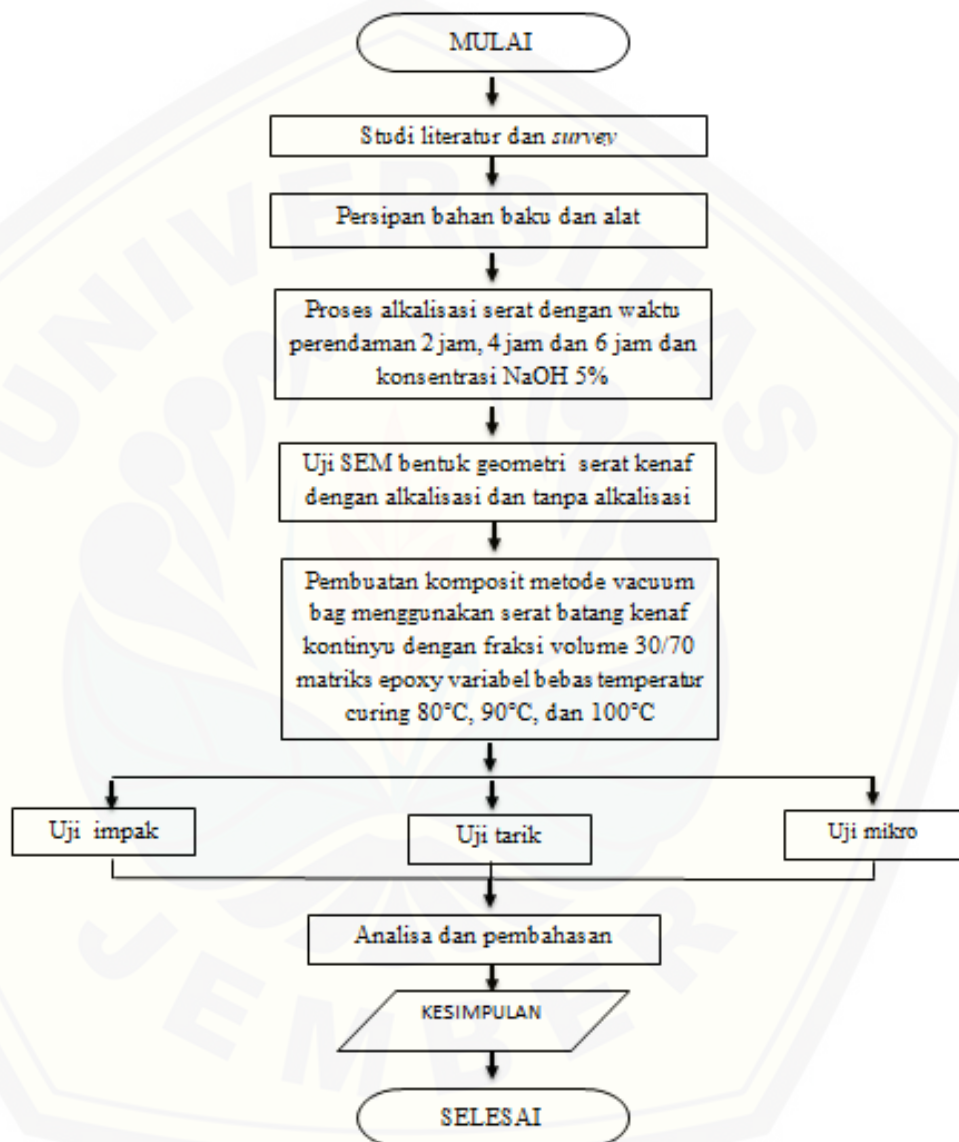 MULAI
Studi literatur dan survey
Persipan bahan baku dan alat
Proses alkalisasi serat dengan waktu
perendaman 2 jam, 4 jam dan 6 jam dan
konsentrasi NaOH 5%
Uji SEM bentuk geometri serat kenaf
dengan alkalisasi dan tanpa alkalisasi
Pembuatan komposit metode vacuum
bag menggunakan serat batang kenaf
kontinyu dengan fraksi volume 30/70
matriks epoxy variabel bebas temperatur
curing 80°C, 90°C, dan 100°C
Uji impak
Uji tarik
Uji mikro
Analisa dan pembahasan
KESIMPULAN
SELESAI
UNIVERSITAS
JEMBER